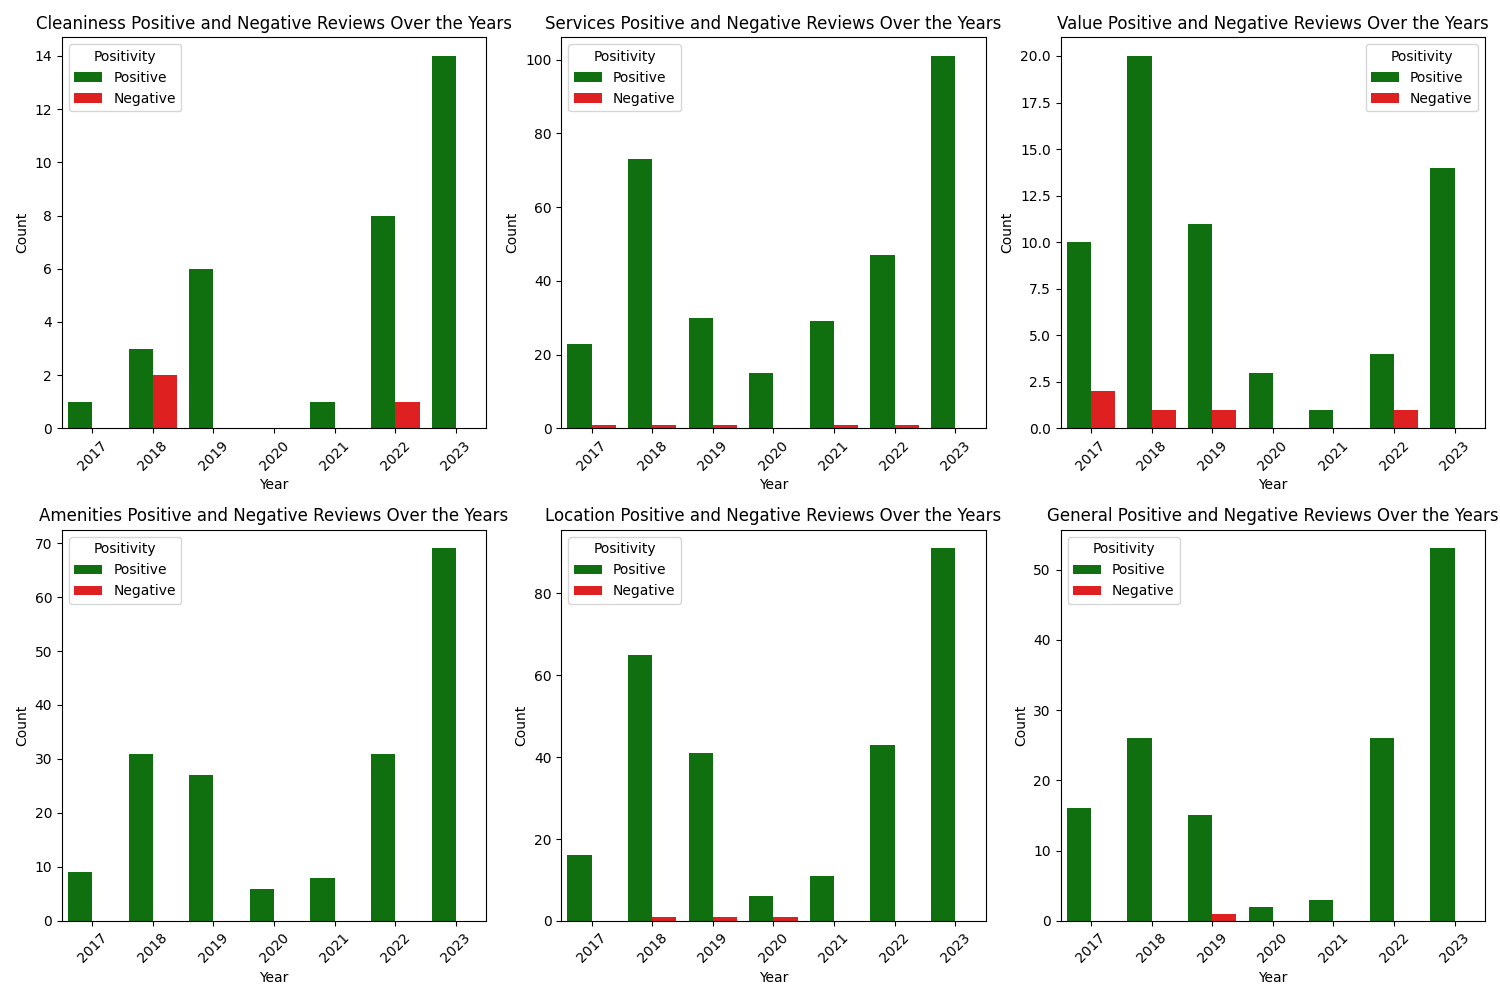 Cleaniness Positive and Negative Reviews Over the Years
Positivity
Positive
Negative
Count
14
12
10
8
6
4
2
0
2017 2018 2019 2020 2021 2022 2023
Year
Services Positive and Negative Reviews Over the Years
Positivity
Positive
Negative
Count
100
80
60
40
20
0
2017 2018 2019 2020 2021 2022 2023
Year
Value Positive and Negative Reviews Over the Years
Positivity
Positive
Negative
Count
20.0
17.5
15.0
12.5
10.0
7.5
5.0
2.5
0.0
2017 2018 2019 2020 2021 2022 2023
Year
Amenities Positive and Negative Reviews Over the Years
Positivity
Positive
Negative
Count
70
60
50
40
30
20
10
0
2017 2018 2019 2020 2021 2022 2023
Year
Location Positive and Negative Reviews Over the Years
Positivity
Positive
Negative
Count
80
60
40
20
0
2017 2018 2019 2020 2021 2022 2023
Year
General Positive and Negative Reviews Over the Years
Positivity
Positive
Negative
Count
50
40
30
20
10
0
2017 2018 2019 2020 2021 2022 2023
Year